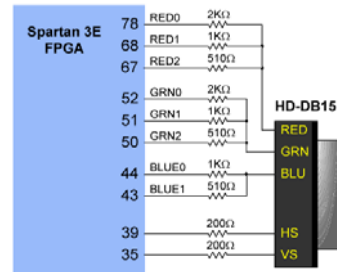 Spartan 3E
FPGA
78 RED0 2KΩ
68 RED1 1KΩ
67 RED2 510Ω
52 GRN0 2KΩ
51 GRN1 1KΩ
50 GRN2 510Ω
44 BLUE0 1KΩ
43 BLUE1 510Ω
39 200Ω
35 200Ω
HD-DB15
RED
GRN
BLU
HS
VS